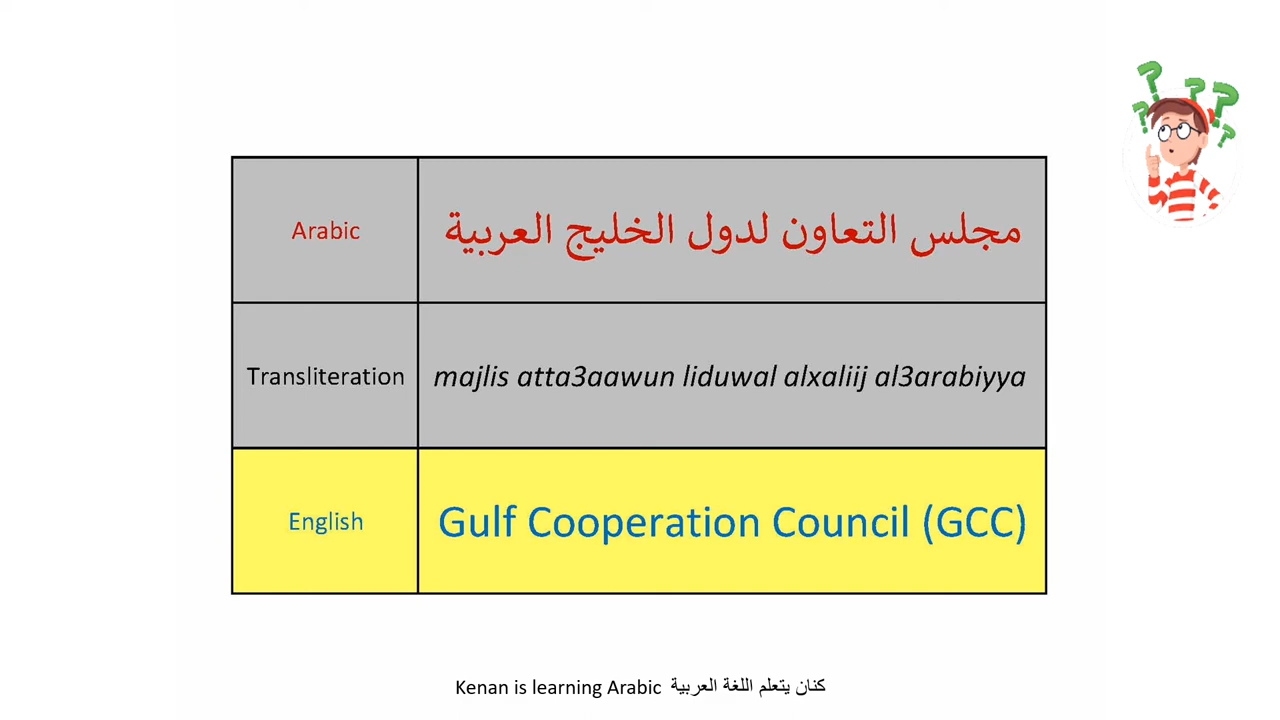 Arabic
مجلس التعاون لدول الخليج العربية
Transliteration
majlis atta3aawun liduwal alxaliij al3arabiyya
English
Gulf Cooperation Council (GCC)
Kenan is learning Arabic كنان يتعلم اللغة العربية